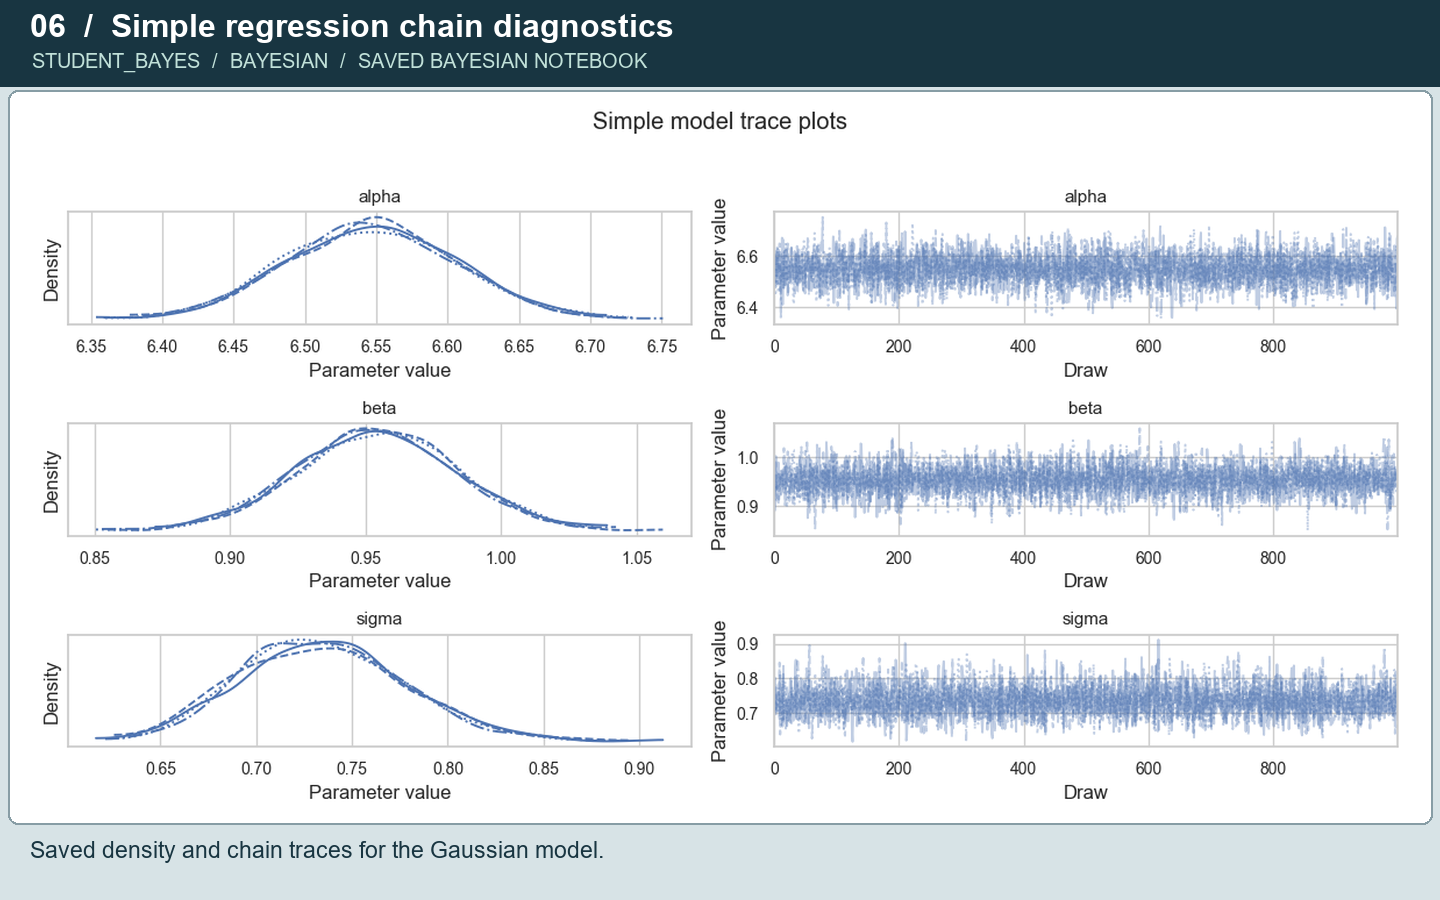 06 / Simple regression chain diagnostics
STUDENT_BAYES / BAYESIAN / SAVED BAYESIAN NOTEBOOK
Simple model trace plots
alpha
Density
6.35 6.40 6.45 6.50 6.55 6.60 6.65 6.70 6.75
Parameter value
alpha
Parameter value
6.6
6.4
0 200 400 600 800
Draw
beta
Density
0.85 0.90 0.95 1.00 1.05
Parameter value
beta
Parameter value
1.0
0.9
0 200 400 600 800
Draw
sigma
Density
0.65 0.70 0.75 0.80 0.85 0.90
Parameter value
sigma
Parameter value
0.9
0.8
0.7
0 200 400 600 800
Draw
Saved density and chain traces for the Gaussian model.